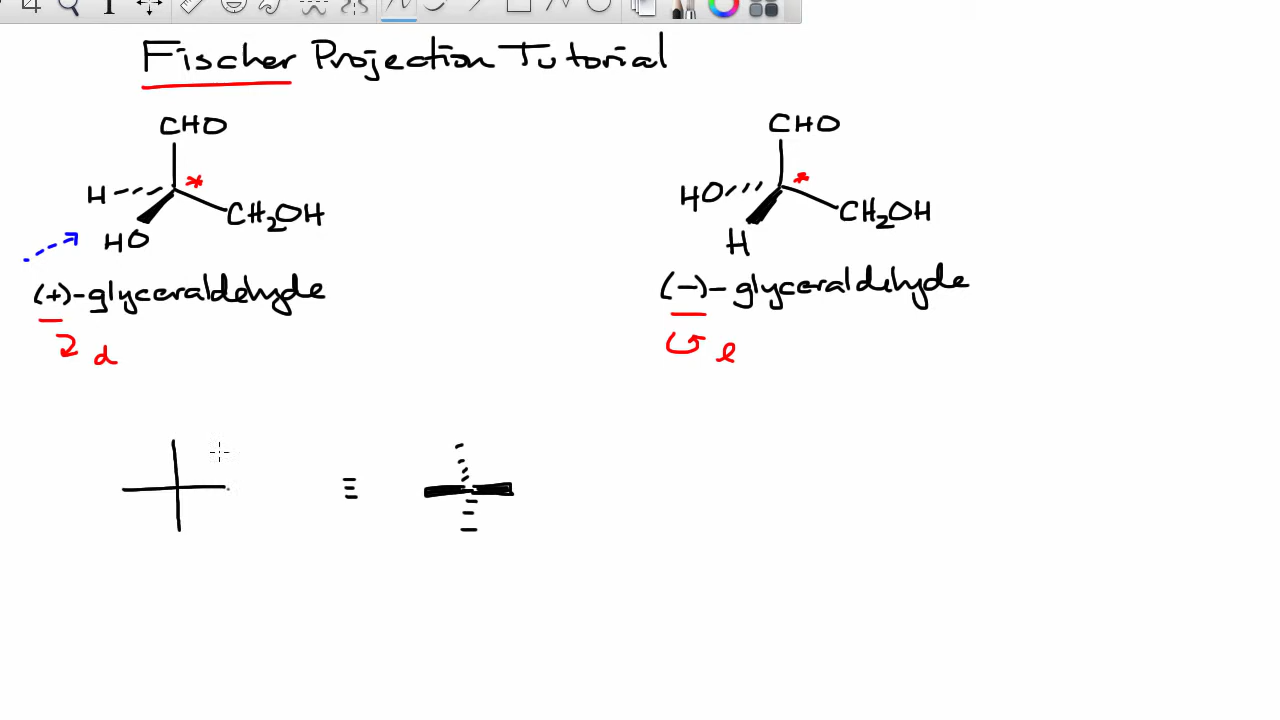 Fischer Projection Tutorial
CHO
H
CH2OH
HO
(+)-glyceraldehyde
d
CHO
HO
CH2OH
H
(-)-glyceraldehyde
l